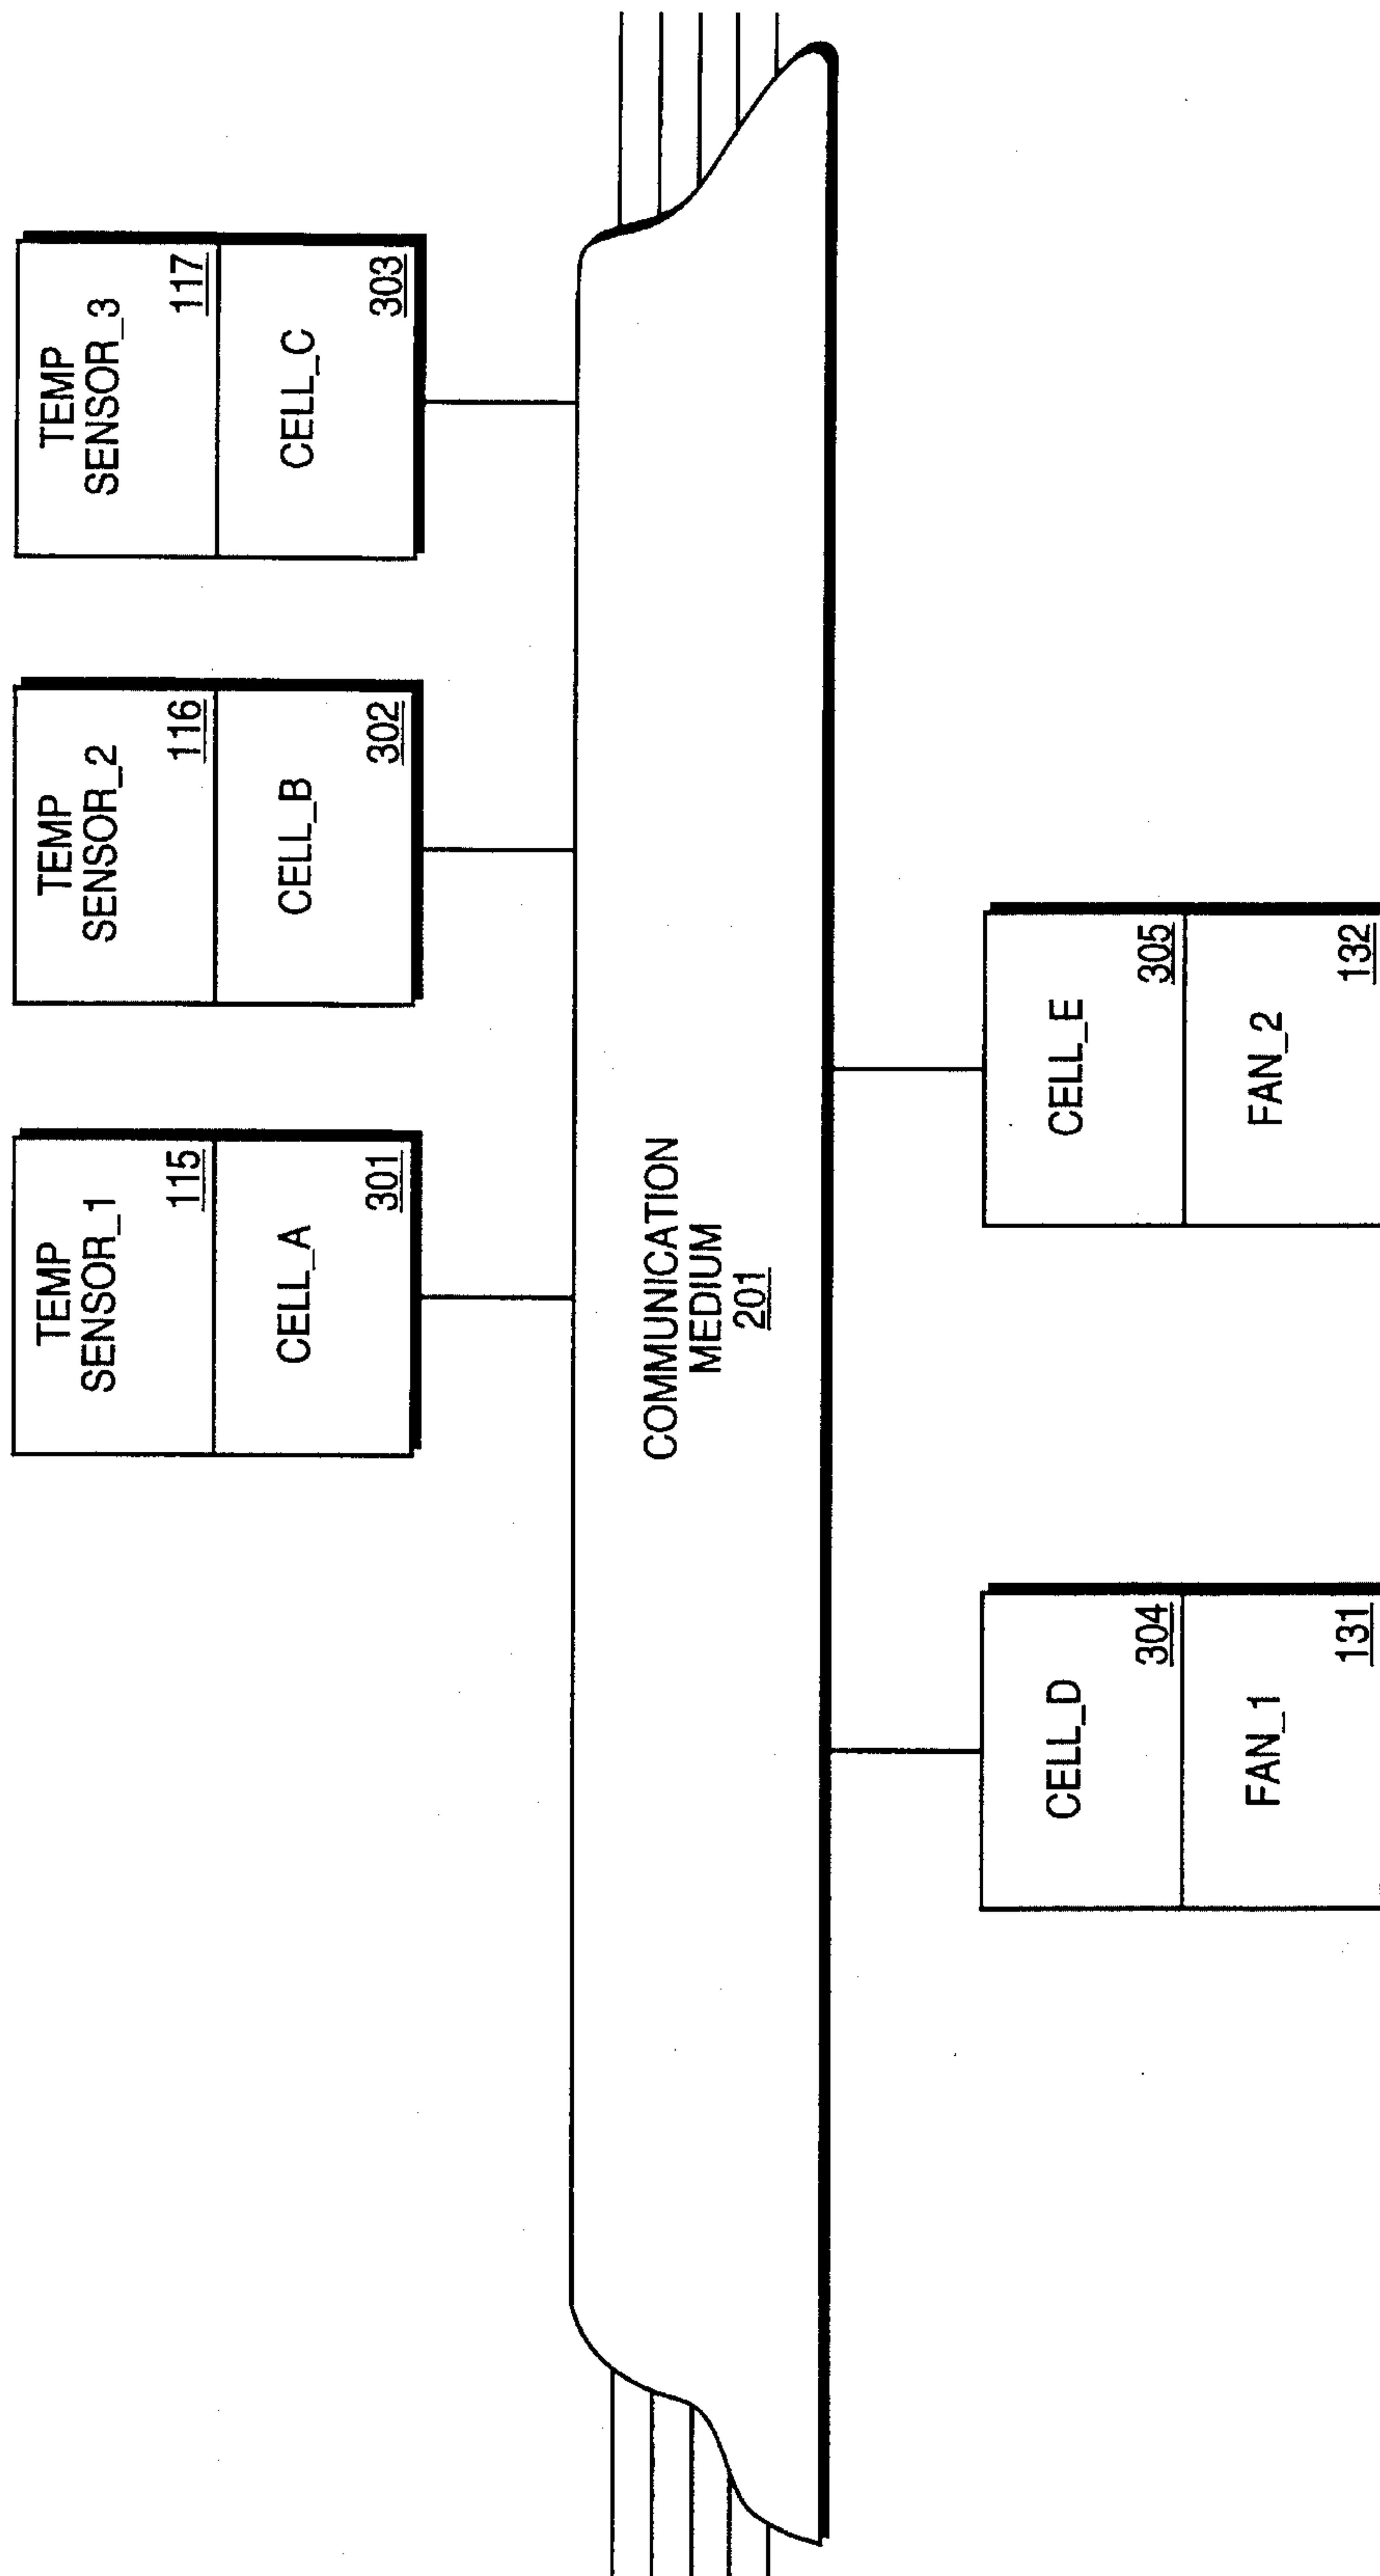 TEMP
SENSOR_1
115
CELL_A
301
TEMP
SENSOR_2
116
CELL_B
302
TEMP
SENSOR_3
117
CELL_C
303
COMMUNICATION
MEDIUM
201
CELL_D
304
FAN_1
131
CELL_E
305
FAN_2
132